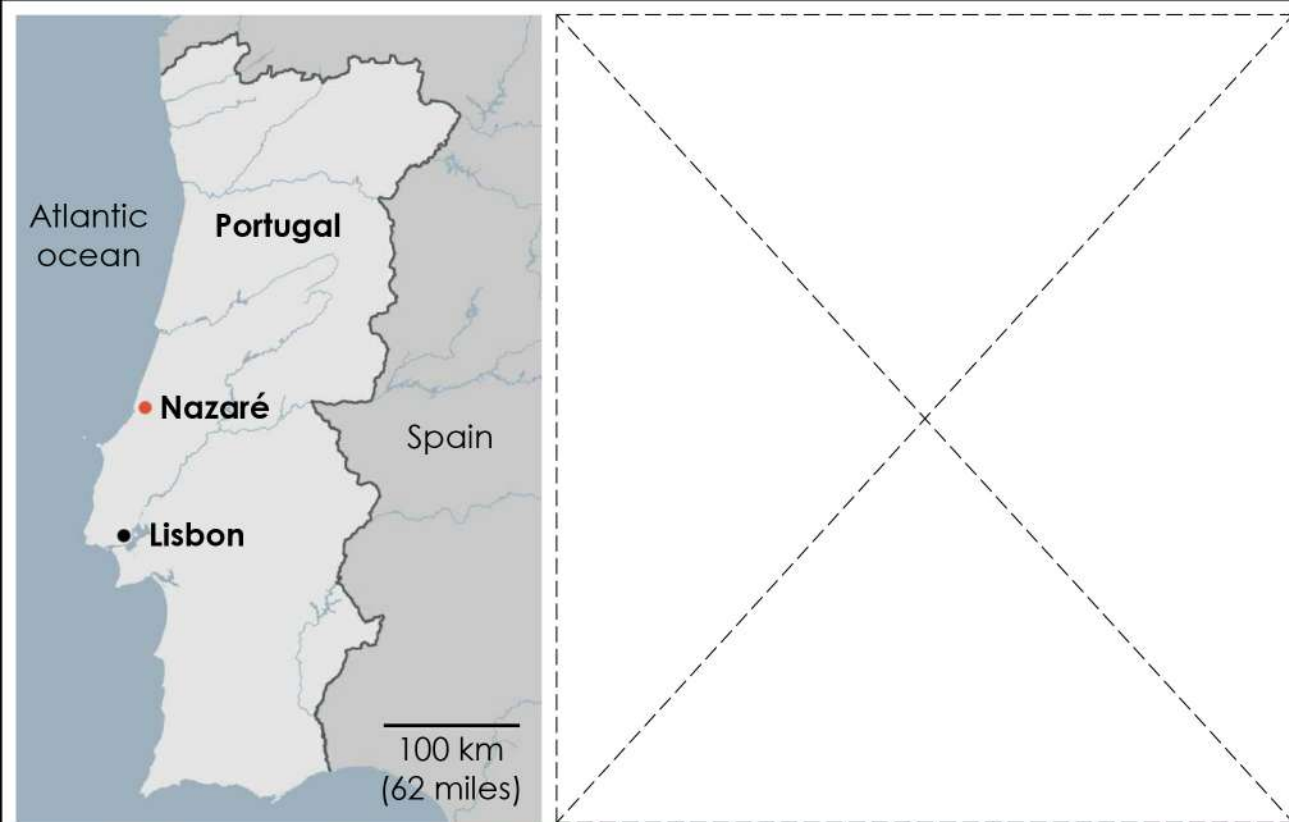 Atlantic
ocean
Portugal
Nazaré
Spain
Lisbon
100 km
(62 miles)